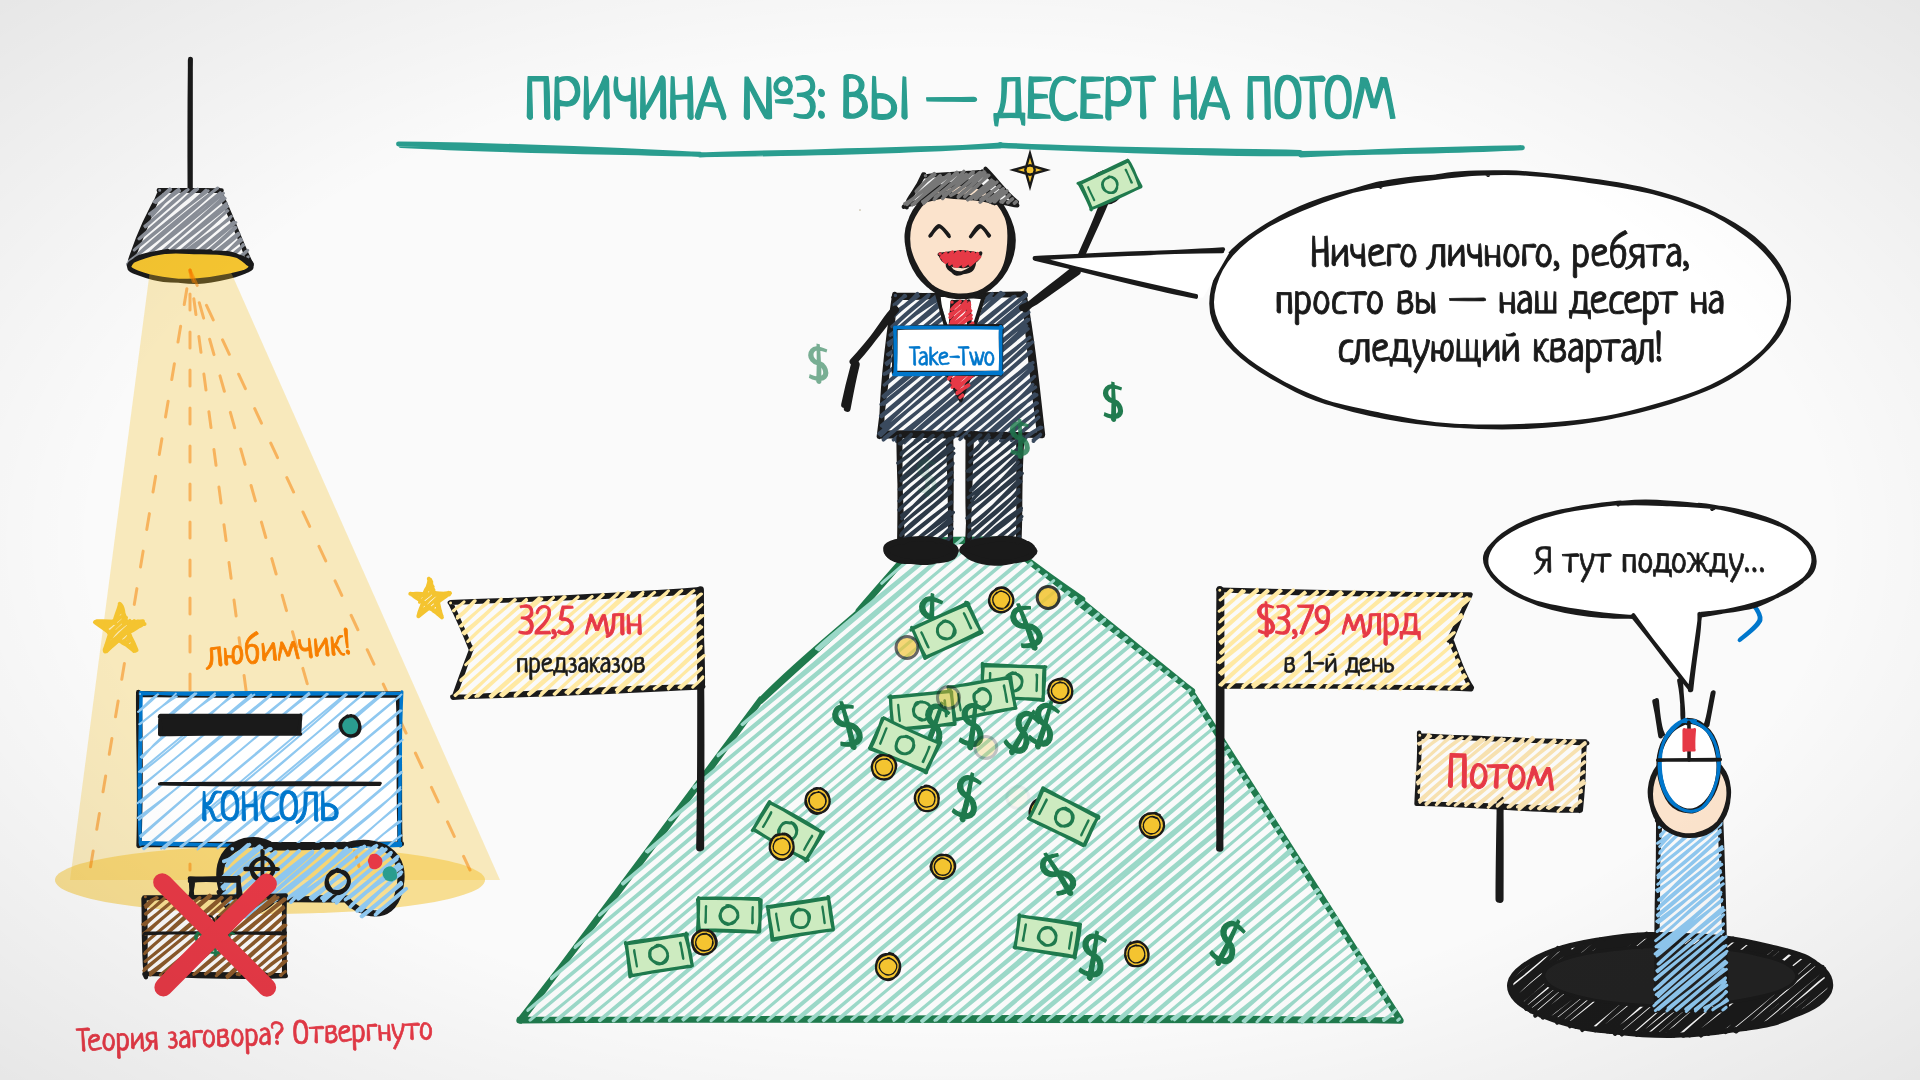 ПРИЧИНА №3: ВЫ — ДЕСЕРТ НА ПОТОМ
Ничего личного, ребята,
просто вы — наш десерт на
следующий квартал!
Take-Two
Я тут подожду...
32,5 млн
предзаказов
$3,79 млрд
в 1-й день
любимчик!
КОНСОЛЬ
Потом
Теория заговора? Отвергнуто